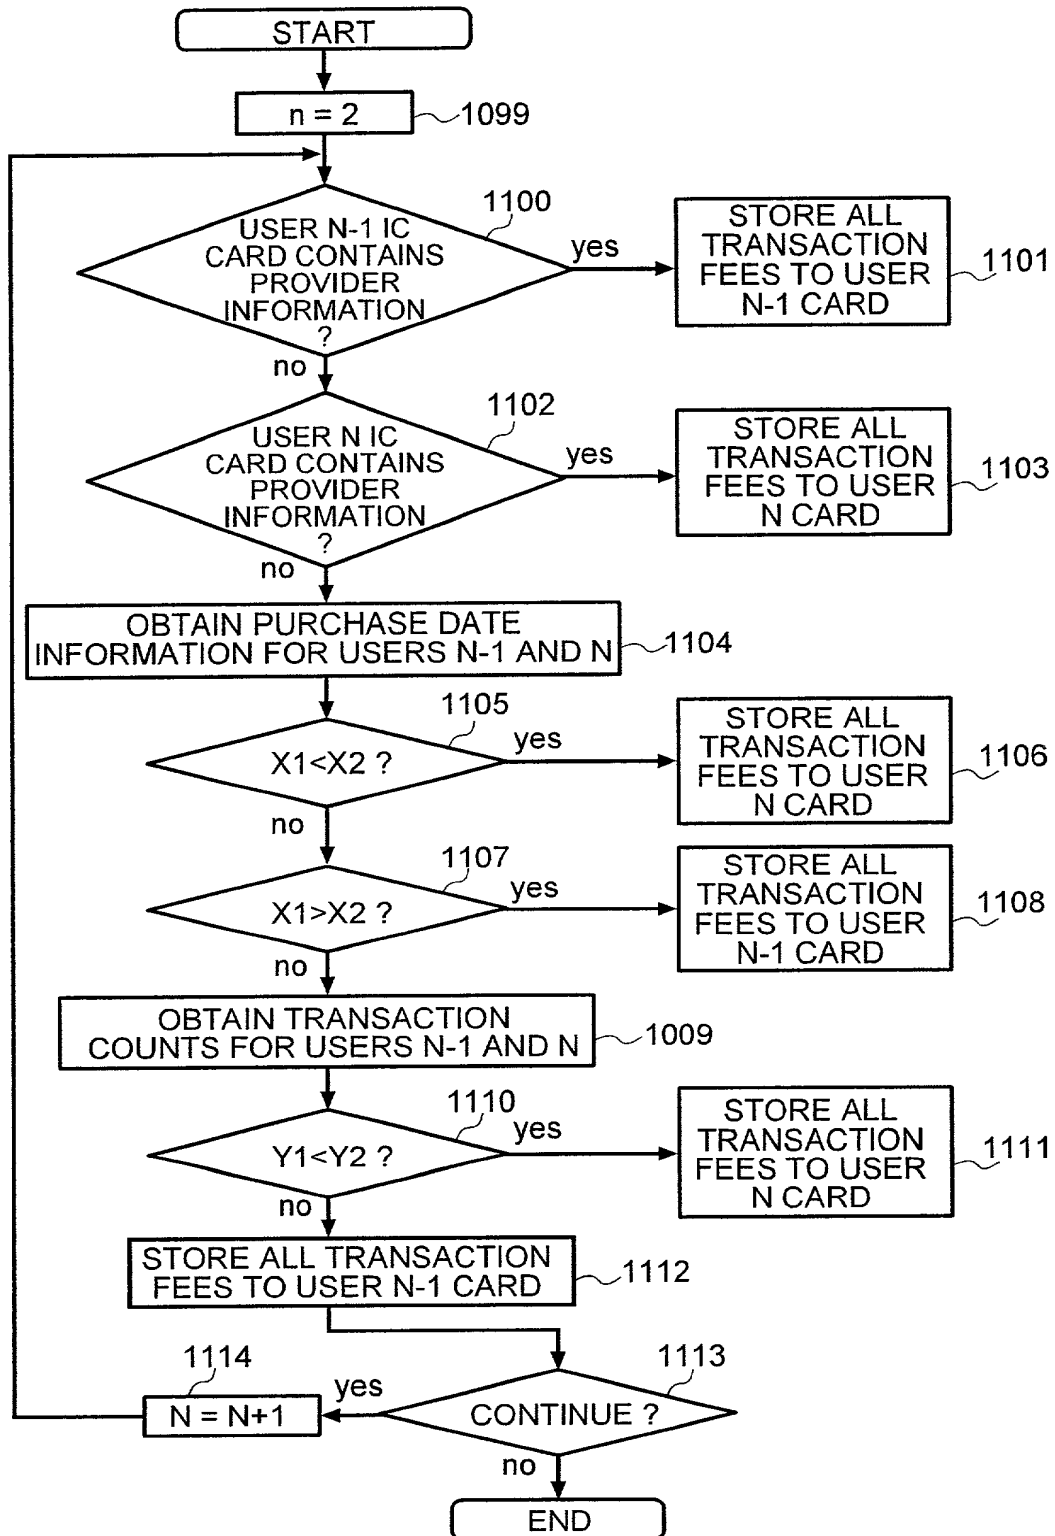 START
n = 2
1099
1100
USER N-1 IC
CARD CONTAINS
PROVIDER
INFORMATION
?
yes
STORE ALL
TRANSACTION
FEES TO USER
N-1 CARD
1101
no
1102
USER N IC
CARD CONTAINS
PROVIDER
INFORMATION
?
yes
STORE ALL
TRANSACTION
FEES TO USER
N CARD
1103
no
OBTAIN PURCHASE DATE
INFORMATION FOR USERS N-1 AND N
1104
1105
X1<X2 ?
yes
STORE ALL
TRANSACTION
FEES TO USER
N CARD
1106
no
1107
X1>X2 ?
yes
STORE ALL
TRANSACTION
FEES TO USER
N-1 CARD
1108
no
OBTAIN TRANSACTION
COUNTS FOR USERS N-1 AND N
1009
1110
Y1<Y2 ?
yes
STORE ALL
TRANSACTION
FEES TO USER
N CARD
1111
no
STORE ALL TRANSACTION
FEES TO USER N-1 CARD
1112
1113
CONTINUE ?
yes
1114
N = N+1
no
END